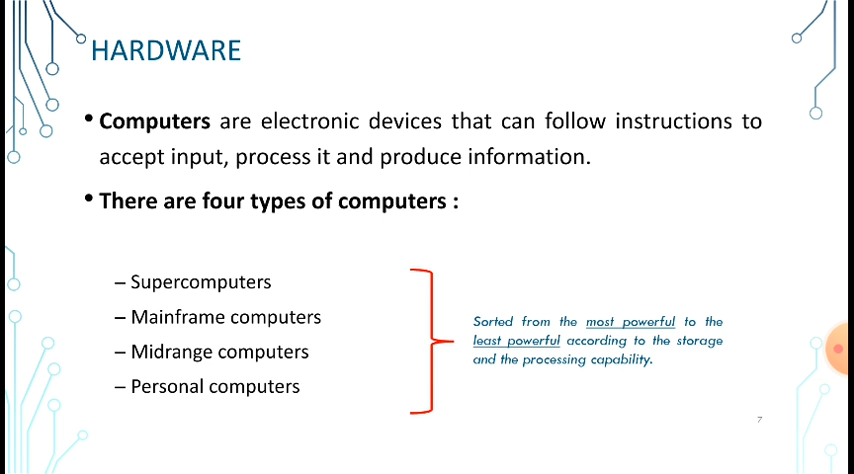 HARDWARE
• Computers are electronic devices that can follow instructions to
accept input, process it and produce information.
• There are four types of computers :
– Supercomputers
– Mainframe computers
– Midrange computers
– Personal computers
Sorted from the most powerful to the
least powerful according to the storage
and the processing capability.
7